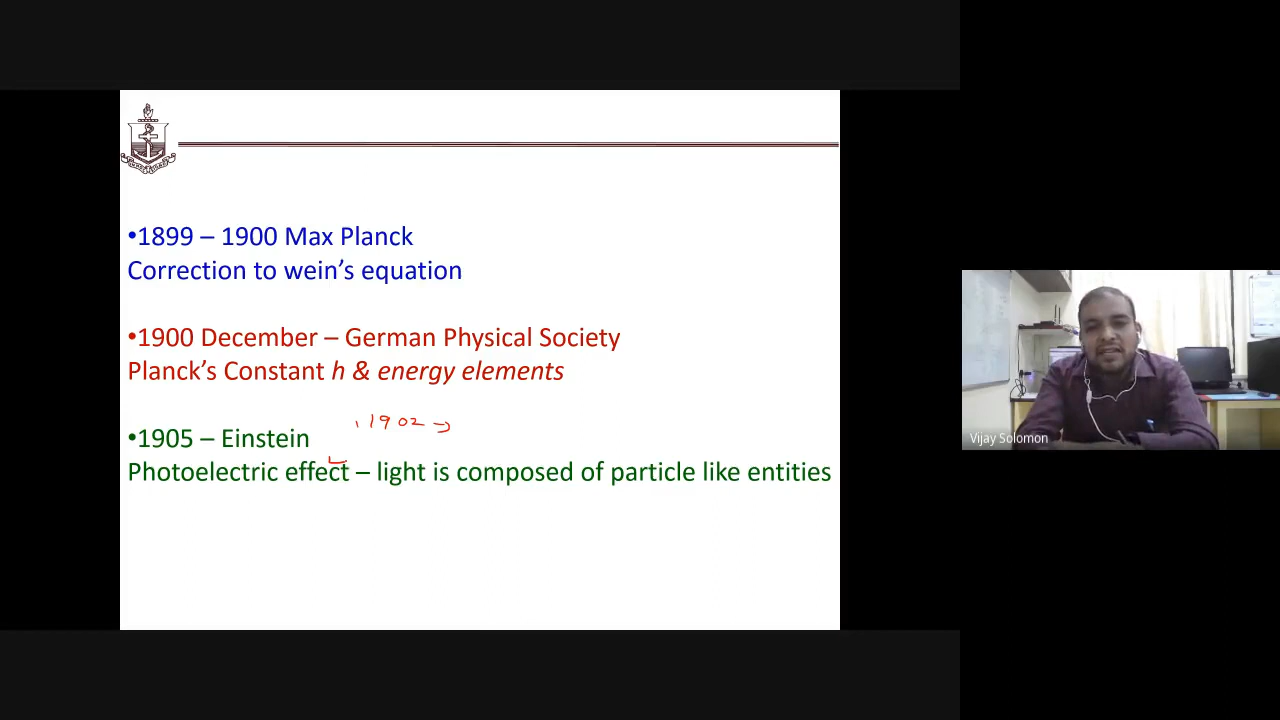 •1899 – 1900 Max Planck
Correction to wein’s equation
•1900 December – German Physical Society
Planck’s Constant h & energy elements
1902 →
•1905 – Einstein
Photoelectric effect – light is composed of particle like entities
Vijay Solomon